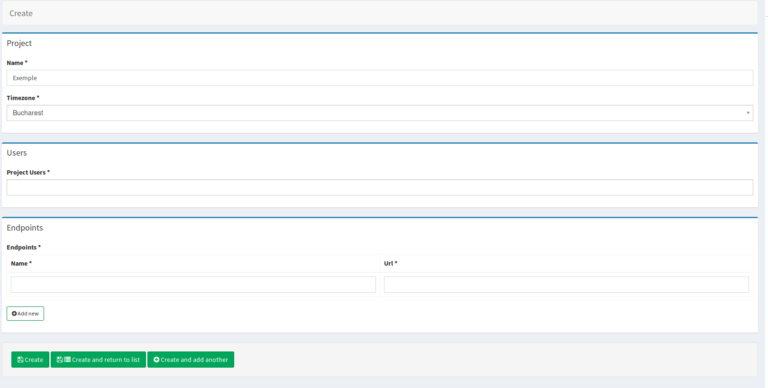 Create
Project
Name *
Exemple
Timezone *
Bucharest
Users
Project Users *
Endpoints
Endpoints *
Name * Url *
Add new
Create Create and return to list Create and add another